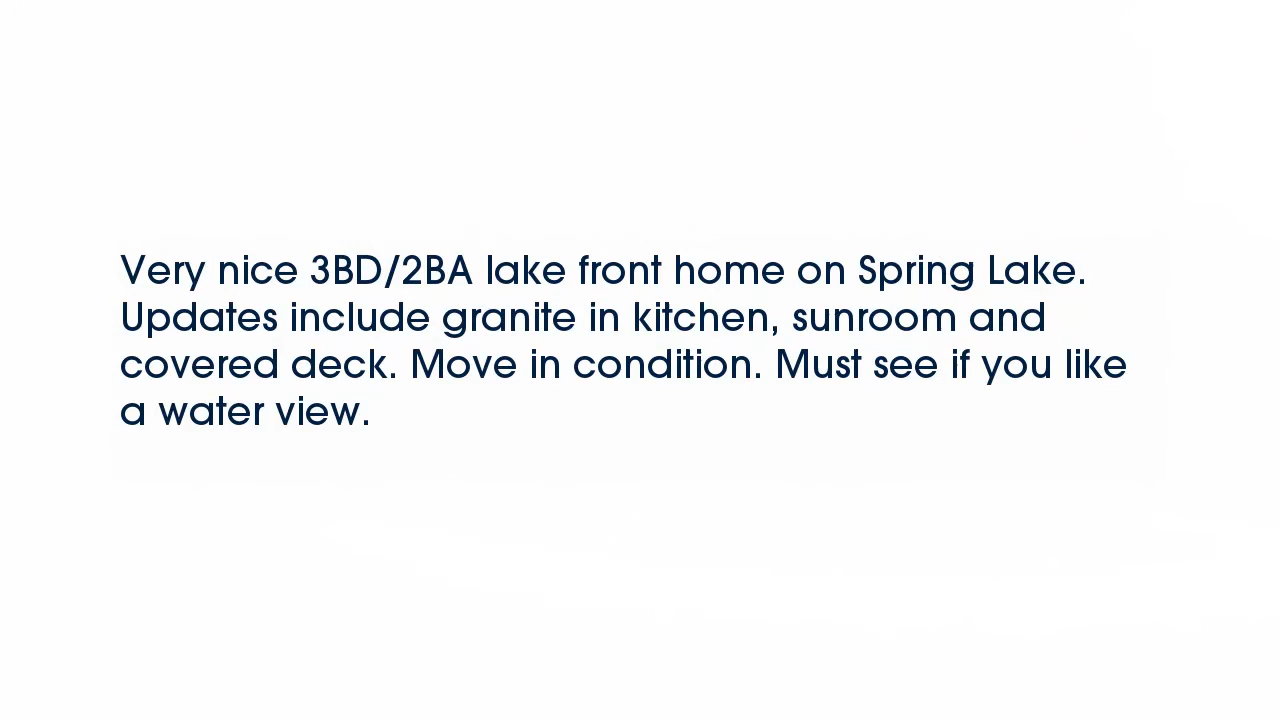 Very nice 3BD/2BA lake front home on Spring Lake.
Updates include granite in kitchen, sunroom and
covered deck. Move in condition. Must see if you like
a water view.